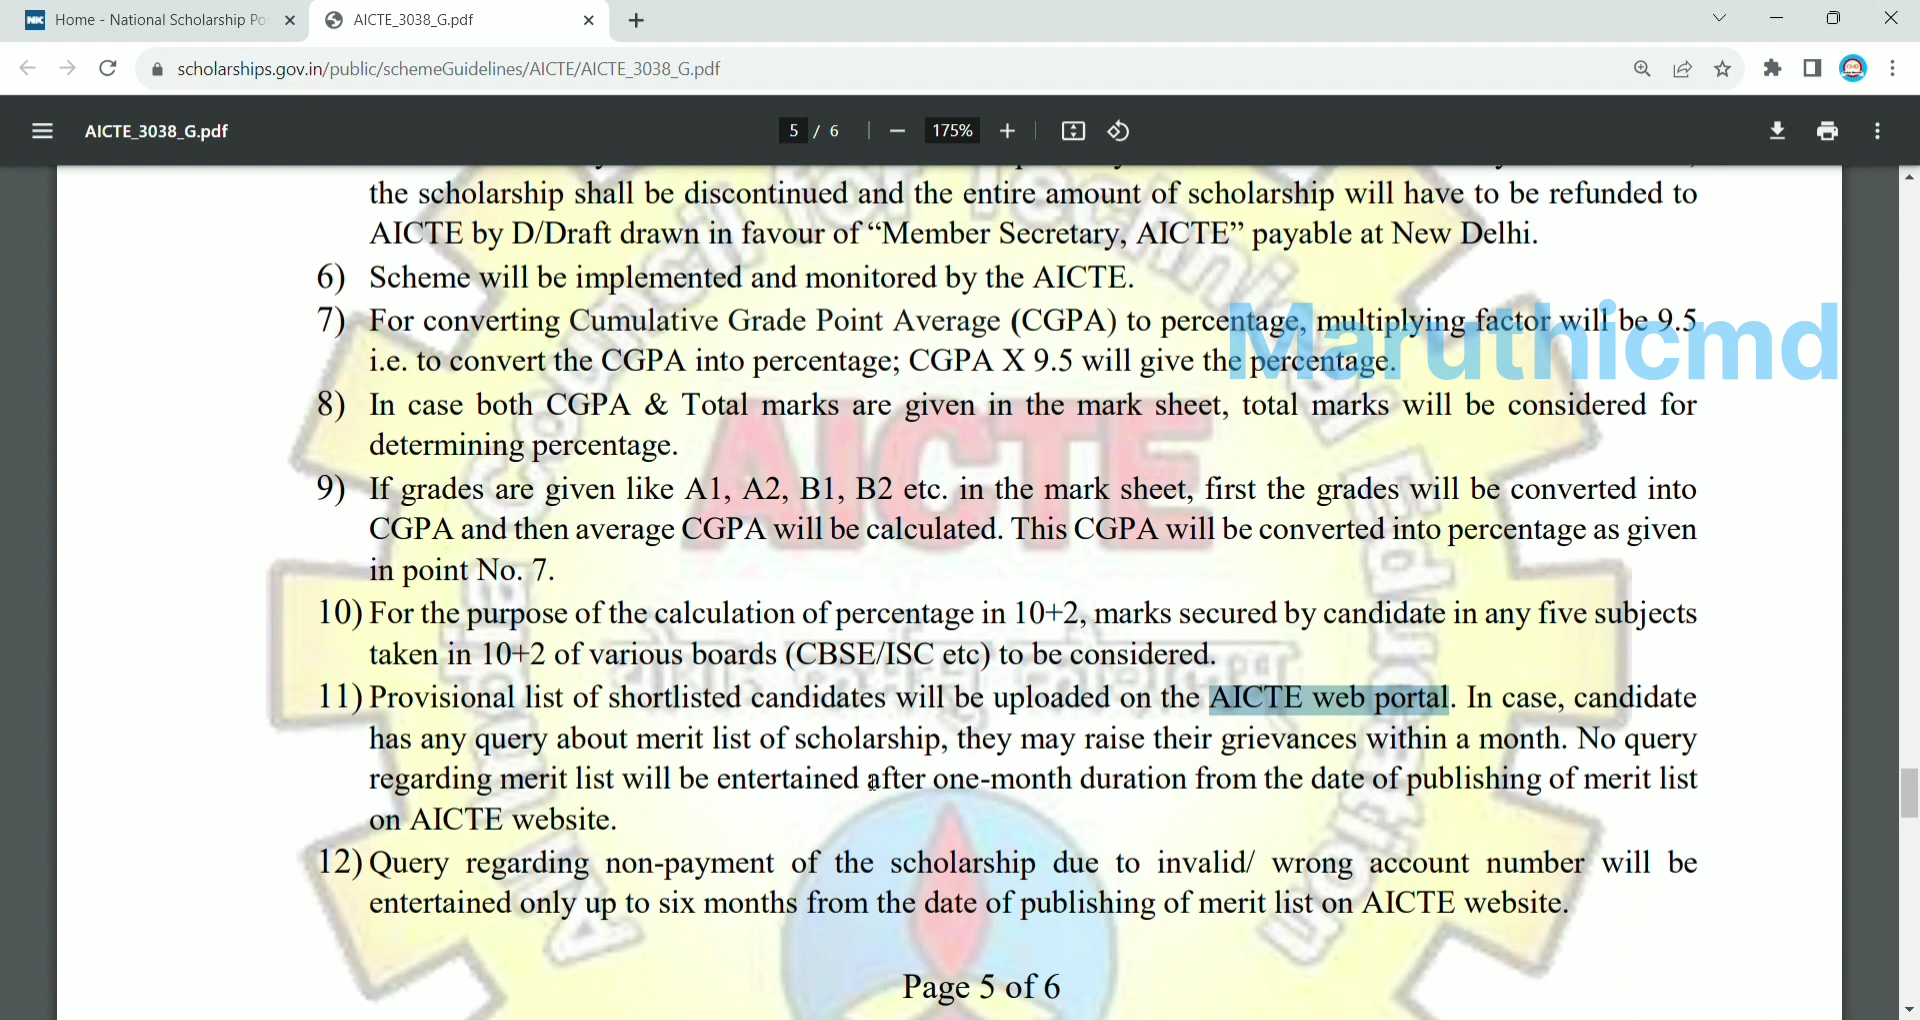 Home - National Scholarship Po
AICTE_3038_G.pdf
scholarships.gov.in/public/schemeGuidelines/AICTE/AICTE_3038_G.pdf
AICTE_3038_G.pdf
5 / 6
175%
the scholarship shall be discontinued and the entire amount of scholarship will have to be refunded to
AICTE by D/Draft drawn in favour of “Member Secretary, AICTE” payable at New Delhi.
6) Scheme will be implemented and monitored by the AICTE.
7) For converting Cumulative Grade Point Average (CGPA) to percentage, multiplying factor will be 9.5
i.e. to convert the CGPA into percentage; CGPA X 9.5 will give the percentage.
Maruthicmd
8) In case both CGPA & Total marks are given in the mark sheet, total marks will be considered for
determining percentage.
9) If grades are given like A1, A2, B1, B2 etc. in the mark sheet, first the grades will be converted into
CGPA and then average CGPA will be calculated. This CGPA will be converted into percentage as given
in point No. 7.
AICTE
10) For the purpose of the calculation of percentage in 10+2, marks secured by candidate in any five subjects
taken in 10+2 of various boards (CBSE/ISC etc) to be considered.
11) Provisional list of shortlisted candidates will be uploaded on the AICTE web portal. In case, candidate
has any query about merit list of scholarship, they may raise their grievances within a month. No query
regarding merit list will be entertained after one-month duration from the date of publishing of merit list
on AICTE website.
12) Query regarding non-payment of the scholarship due to invalid/ wrong account number will be
entertained only up to six months from the date of publishing of merit list on AICTE website.
Page 5 of 6